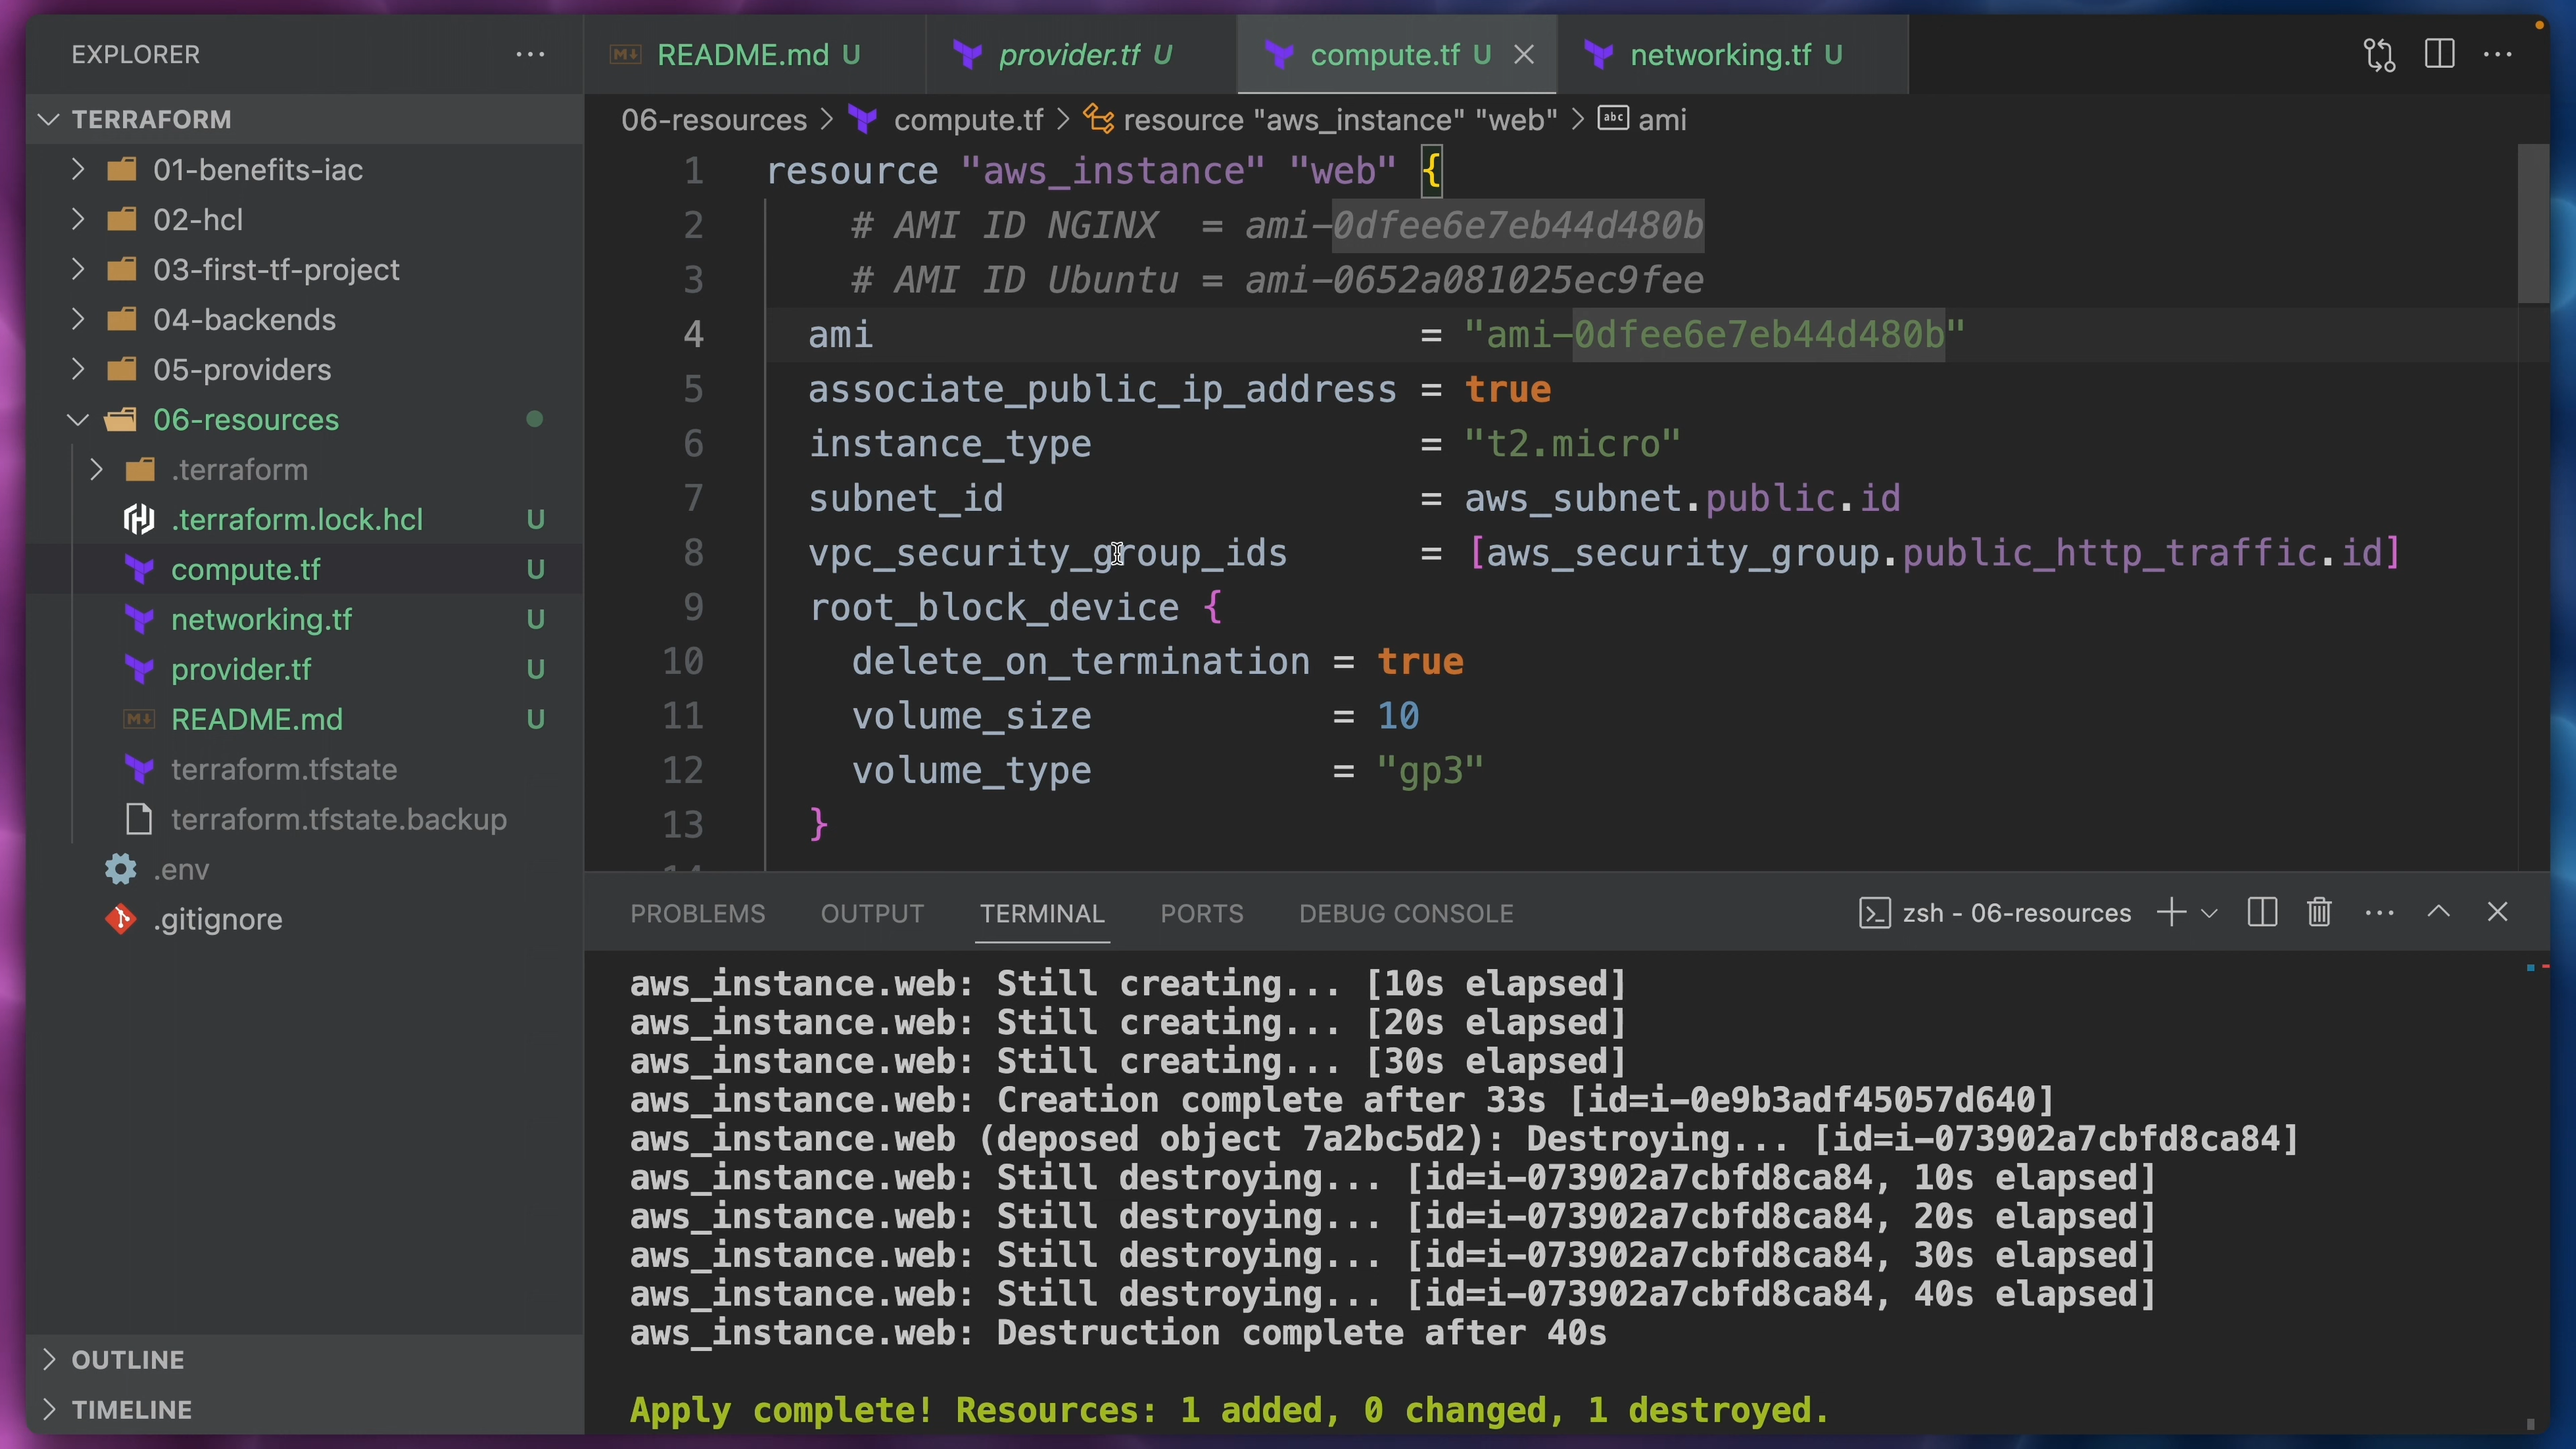 EXPLORER
TERRAFORM
01-benefits-iac
02-hcl
03-first-tf-project
04-backends
05-providers
06-resources
.terraform
.terraform.lock.hcl U
compute.tf U
networking.tf U
provider.tf U
README.md U
terraform.tfstate
terraform.tfstate.backup
.env
.gitignore
OUTLINE
TIMELINE
README.md U
provider.tf U
compute.tf U
networking.tf U
06-resources > compute.tf > resource "aws_instance" "web" > abc ami
1 resource "aws_instance" "web" {
2 # AMI ID NGINX = ami-0dfee6e7eb44d480b
3 # AMI ID Ubuntu = ami-0652a081025ec9fee
4 ami = "ami-0dfee6e7eb44d480b"
5 associate_public_ip_address = true
6 instance_type = "t2.micro"
7 subnet_id = aws_subnet.public.id
8 vpc_security_group_ids = [aws_security_group.public_http_traffic.id]
9 root_block_device {
10 delete_on_termination = true
11 volume_size = 10
12 volume_type = "gp3"
13 }
PROBLEMS OUTPUT TERMINAL PORTS DEBUG CONSOLE
zsh - 06-resources
aws_instance.web: Still creating... [10s elapsed]
aws_instance.web: Still creating... [20s elapsed]
aws_instance.web: Still creating... [30s elapsed]
aws_instance.web: Creation complete after 33s [id=i-0e9b3adf45057d640]
aws_instance.web (deposed object 7a2bc5d2): Destroying... [id=i-073902a7cbfd8ca84]
aws_instance.web: Still destroying... [id=i-073902a7cbfd8ca84, 10s elapsed]
aws_instance.web: Still destroying... [id=i-073902a7cbfd8ca84, 20s elapsed]
aws_instance.web: Still destroying... [id=i-073902a7cbfd8ca84, 30s elapsed]
aws_instance.web: Still destroying... [id=i-073902a7cbfd8ca84, 40s elapsed]
aws_instance.web: Destruction complete after 40s
Apply complete! Resources: 1 added, 0 changed, 1 destroyed.